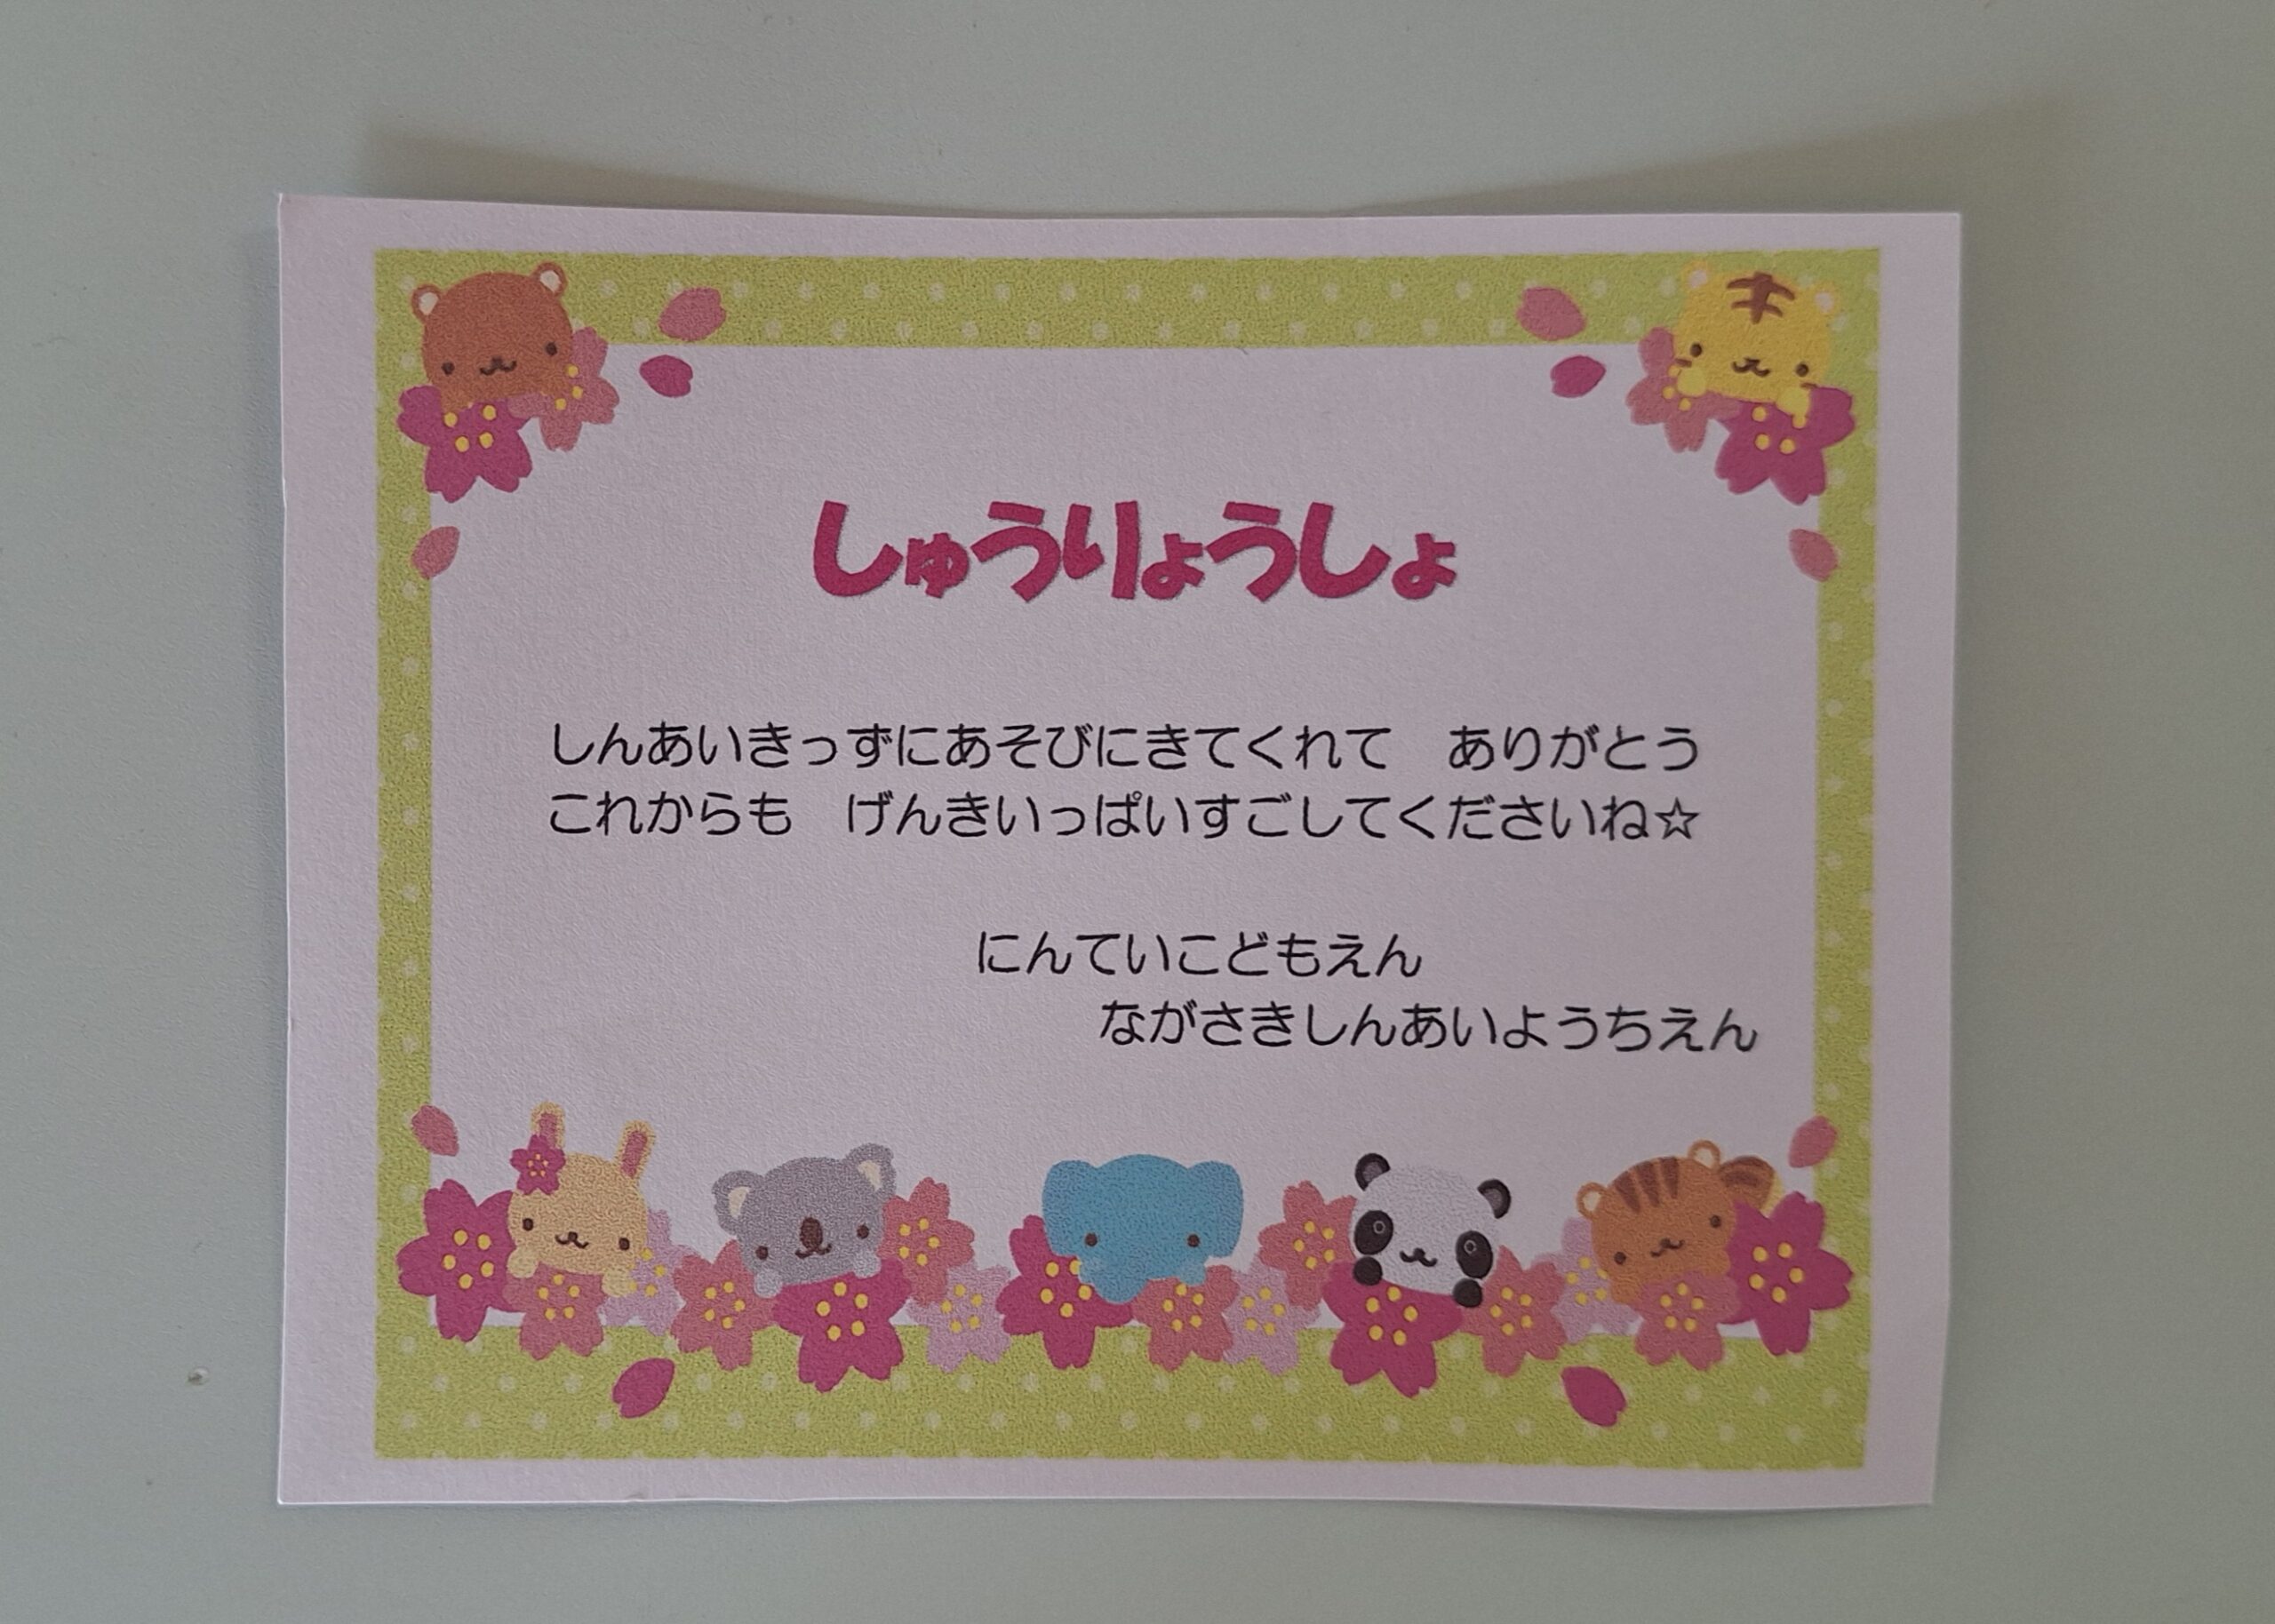 しゅうりょうしょ
しんあいきっずにあそびにきてくれて　ありがとう
これからも　げんきいっぱいすごしてくださいね☆
にんていこどもえん
ながさきしんあいようちえん